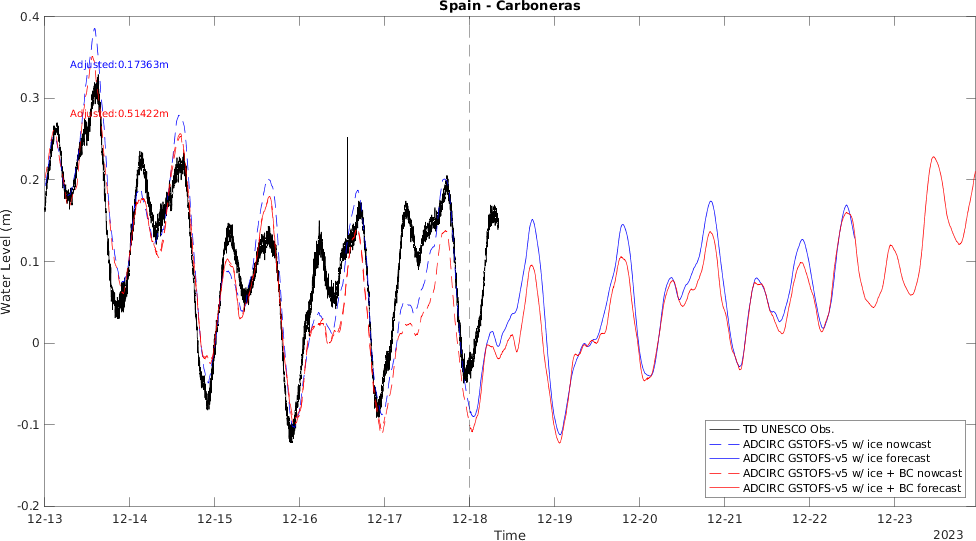 Spain - Carboneras
0.4
0.3
0.2
0.1
0
-0.1
-0.2
Water Level (m)
Adjusted:0.17363m
Adjusted:0.51422m
TD UNESCO Obs.
ADCIRC GSTOFS-v5 w/ ice nowcast
ADCIRC GSTOFS-v5 w/ ice forecast
ADCIRC GSTOFS-v5 w/ ice + BC nowcast
ADCIRC GSTOFS-v5 w/ ice + BC forecast
12-13 12-14 12-15 12-16 12-17 12-18 12-19 12-20 12-21 12-22 12-23
Time
2023